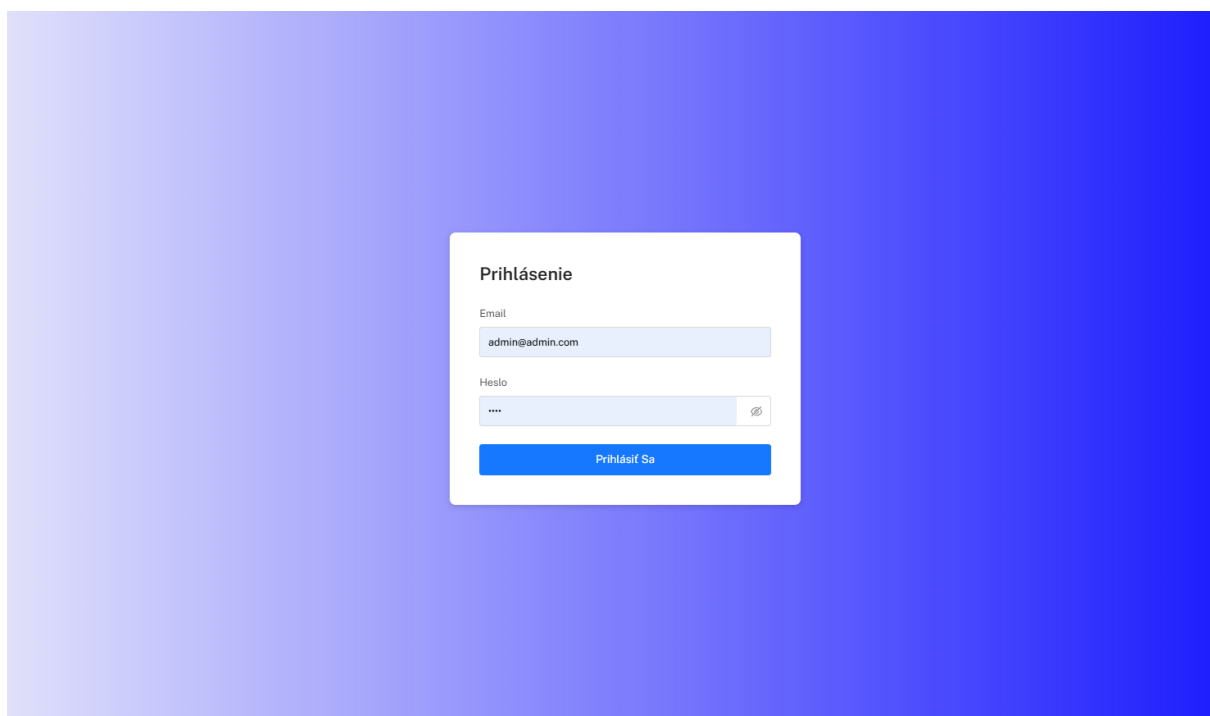 Prihlásenie
Email
admin@admin.com
Heslo
••••
Prihlásiť Sa